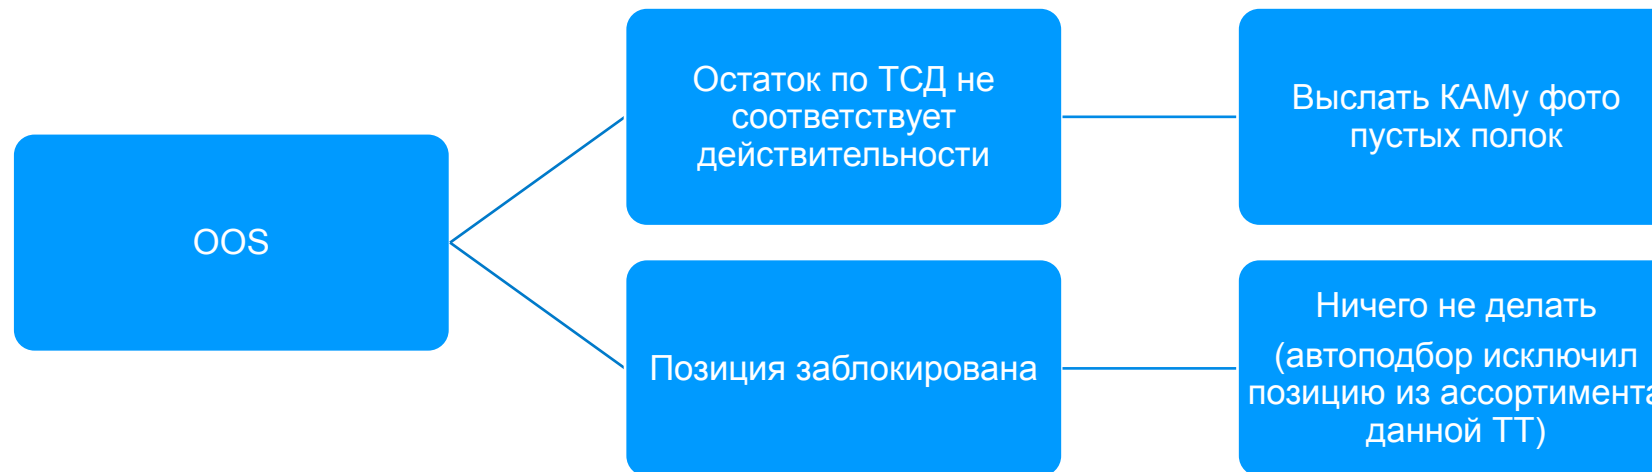 OOS
Остаток по ТСД не
соответствует
действительности
Выслать КАМу фото
пустых полок
Позиция заблокирована
Ничего не делать
(автоподбор исключил
позицию из ассортимента
данной ТТ)